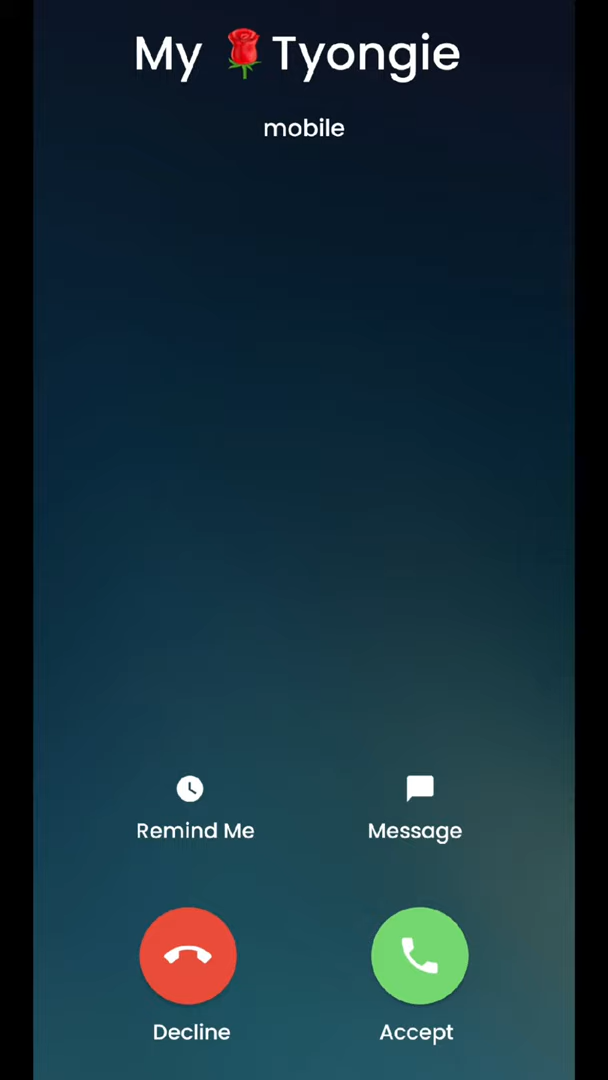 My 🌹Tyongie
mobile
Remind Me
Message
Decline
Accept